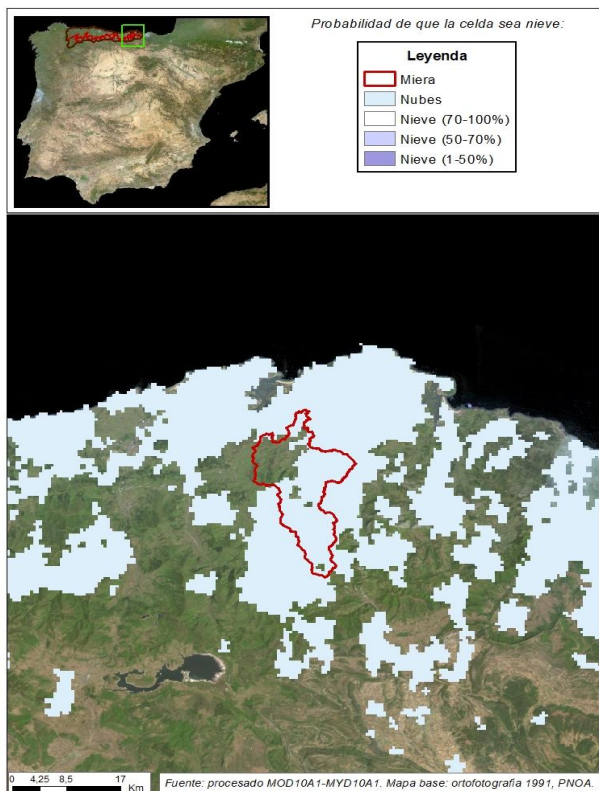 Probabilidad de que la celda sea nieve:
Leyenda
Miera
Nubes
Nieve (70-100%)
Nieve (50-70%)
Nieve (1-50%)
0 4,25 8,5 17
Km
Fuente: procesado MOD10A1-MYD10A1. Mapa base: ortofotografia 1991, PNOA.